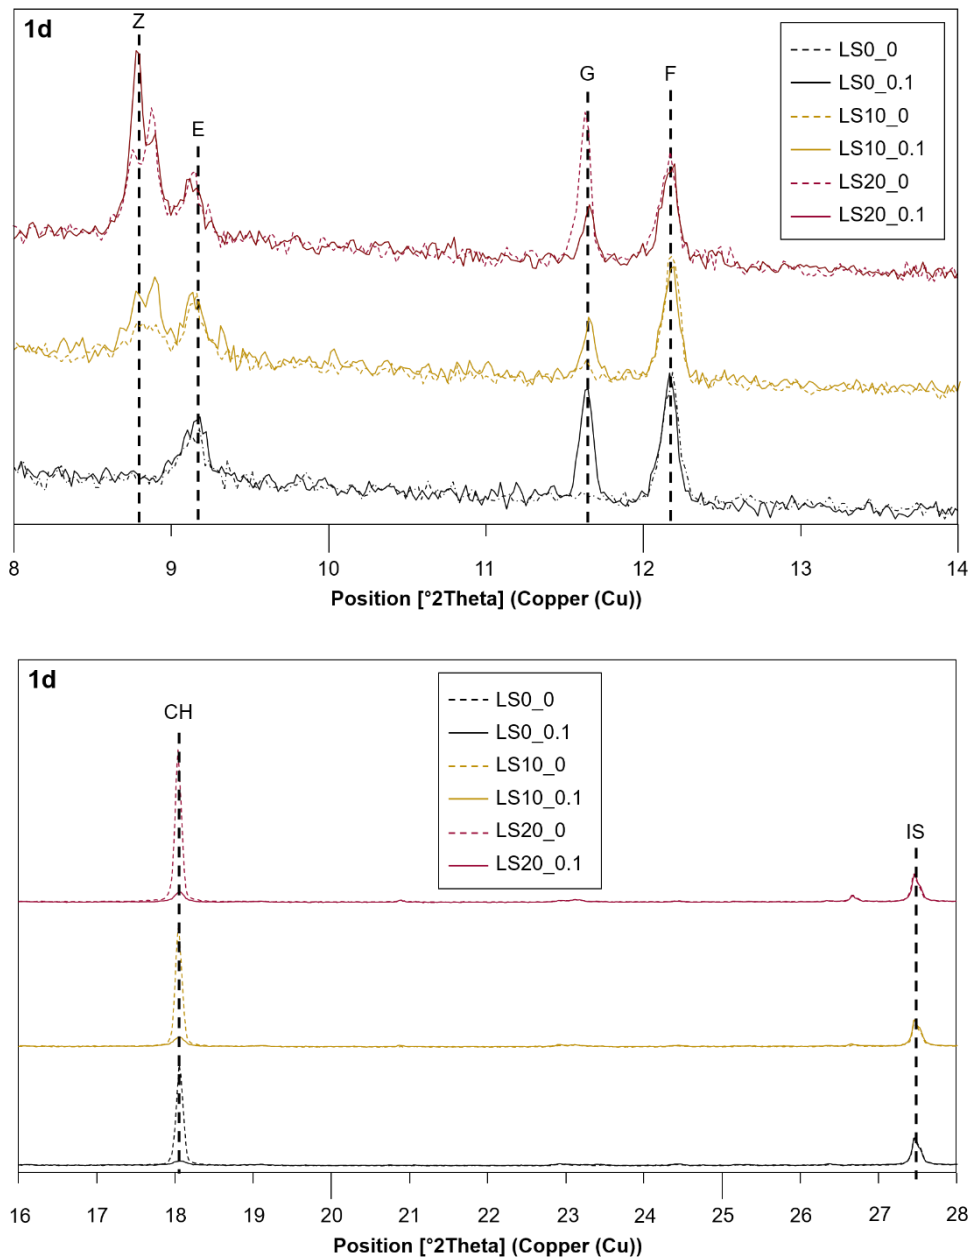 1d
Z
E
G
F
LS0_0
LS0_0.1
LS10_0
LS10_0.1
LS20_0
LS20_0.1
8 9 10 11 12 13 14
Position [°2Theta] (Copper (Cu))
1d
CH
IS
LS0_0
LS0_0.1
LS10_0
LS10_0.1
LS20_0
LS20_0.1
16 17 18 19 20 21 22 23 24 25 26 27 28
Position [°2Theta] (Copper (Cu))